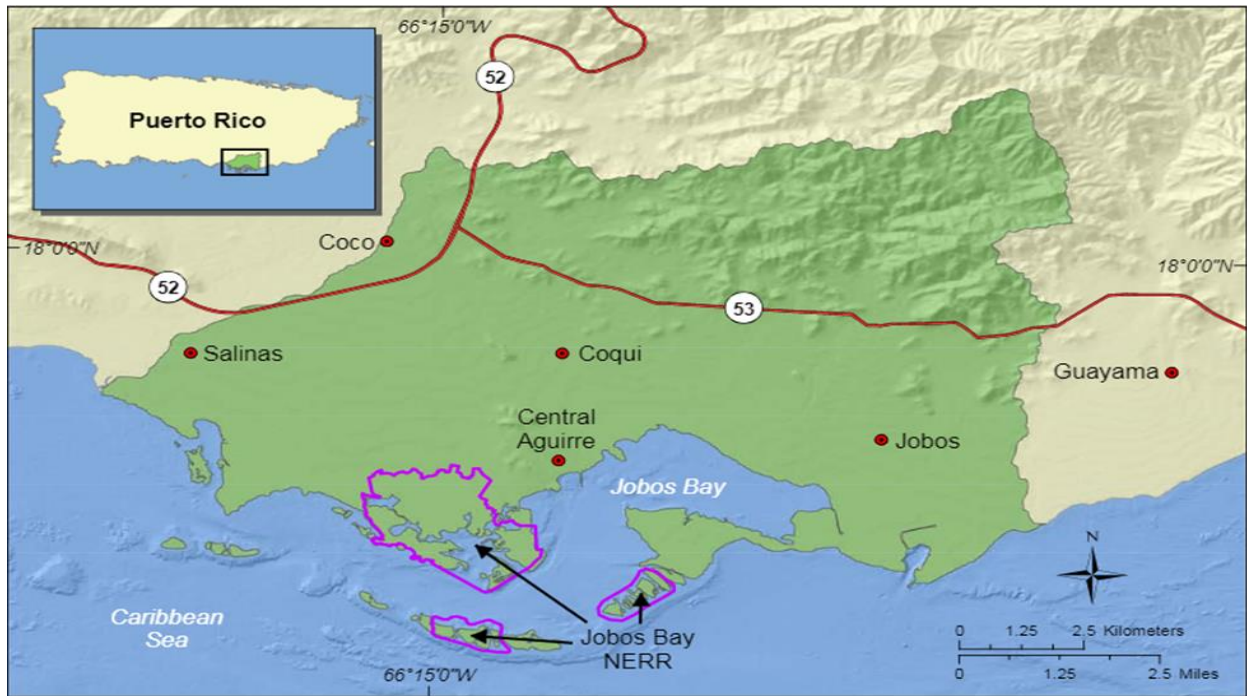 66°15'0"W
52
Puerto Rico
Coco
18°0'0"N
18°0'0"N
52
53
Salinas
Coqui
Guayama
Central
Aguirre
Jobos
Jobos Bay
N
Caribbean
Sea
Jobos Bay
NERR
0 1.25 2.5 Kilometers
0 1.25 2.5 Miles
66°15'0"W